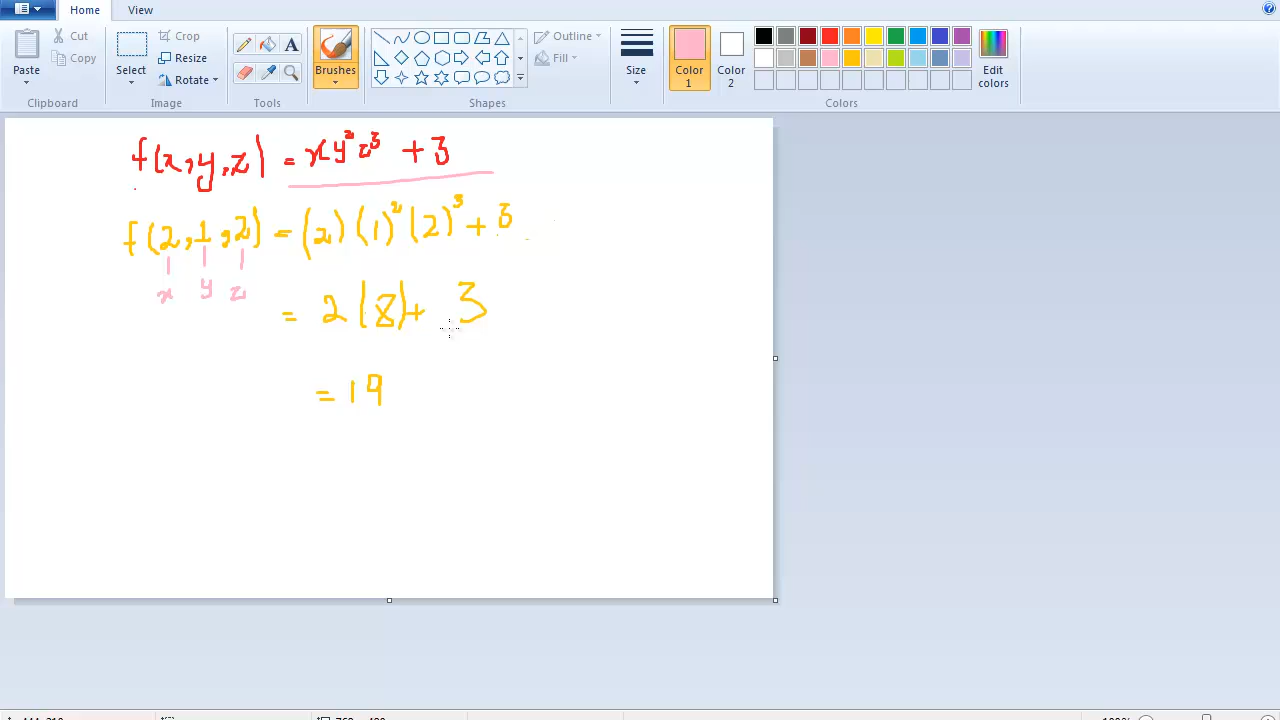 Home View
Cut
Copy
Paste
Clipboard
Select
Crop
Resize
Rotate
Image
A
Tools
Brushes
Shapes
Outline
Fill
Size
Color 1
Color 2
Edit colors
Colors
f(x,y,z) = xy²z³ + 3
f(2,1,2) = (2)(1)²(2)³ + 3
x y z
= 2(8) + 3
= 19